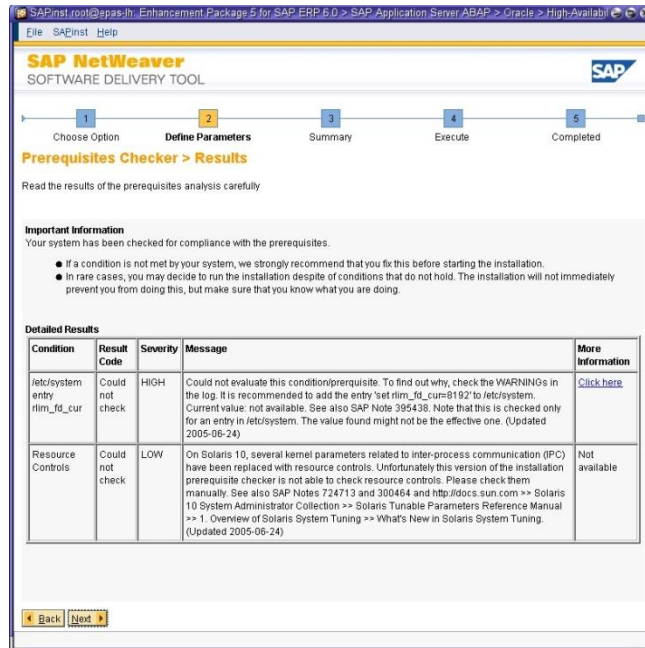 SAPinst root@epas-lh: Enhancement Package 5 for SAP ERP 6.0 > SAP Application Server ABAP > Oracle > High-Availabil
File SAPinst Help
SAP NetWeaver
SOFTWARE DELIVERY TOOL
SAP
1 2 3 4 5
Choose Option Define Parameters Summary Execute Completed
Prerequisites Checker > Results
Read the results of the prerequisites analysis carefully
Important Information
Your system has been checked for compliance with the prerequisites.
● If a condition is not met by your system, we strongly recommend that you fix this before starting the installation.
● In rare cases, you may decide to run the installation despite of conditions that do not hold. The installation will not immediately
prevent you from doing this, but make sure that you know what you are doing.
Detailed Results
Condition Result Code Severity Message More Information
/etc/system entry rlim_fd_cur
Could not check
HIGH
Could not evaluate this condition/prerquisite. To find out why, check the WARNINGs in
the log. It is recommended to add the entry 'set rlim_fd_cur=8192' to /etc/system.
Current value: not available. See also SAP Note 395438. Note that this is checked only
for an entry in /etc/system. The value found might not be the effective one. (Updated
2005-06-24)
Click here
Resource Controls
Could not check
LOW
On Solaris 10, several kernel parameters related to inter-process communication (IPC)
have been replaced with resource controls. Unfortunately this version of the installation
prerequisite checker is not able to check resource controls. Please check them
manually. See also SAP Notes 724713 and 300464 and http://docs.sun.com >> Solaris
10 System Administrator Collection >> Solaris Tunable Parameters Reference Manual
>> 1. Overview of Solaris System Tuning >> What's New in Solaris System Tuning.
(Updated 2005-06-24)
Not available
Back Next